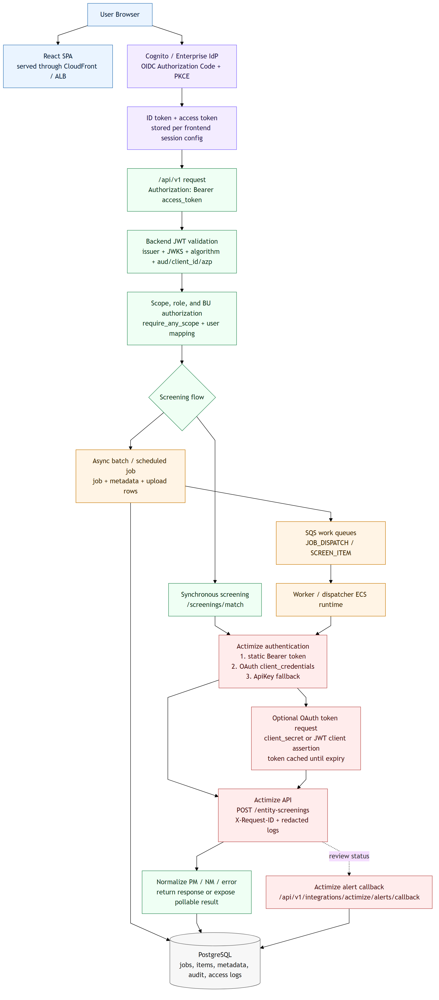 User Browser
React SPA
served through CloudFront
/ ALB
Cognito / Enterprise IdP
OIDC Authorization Code +
PKCE
ID token + access token
stored per frontend
session config
/api/v1 request
Authorization: Bearer
access_token
Backend JWT validation
issuer + JWKS + algorithm
+ aud/client_id/azp
Scope, role, and BU
authorization
require_any_scope + user
mapping
Screening flow
Async batch / scheduled
job
job + metadata + upload
rows
SQS work queues
JOB_DISPATCH /
SCREEN_ITEM
Synchronous screening
/screenings/match
Worker / dispatcher ECS
runtime
Actimize authentication
1. static Bearer token
2. OAuth client_credentials
3. ApiKey fallback
Optional OAuth token
request
client_secret or JWT client
assertion
token cached until expiry
Actimize API
POST /entity-screenings
X-Request-ID + redacted
logs
review status
Normalize PM / NM / error
return response or expose
pollable result
Actimize alert callback
/api/v1/integrations/actimize/alerts/callback
PostgreSQL
jobs, items, metadata,
audit, access logs